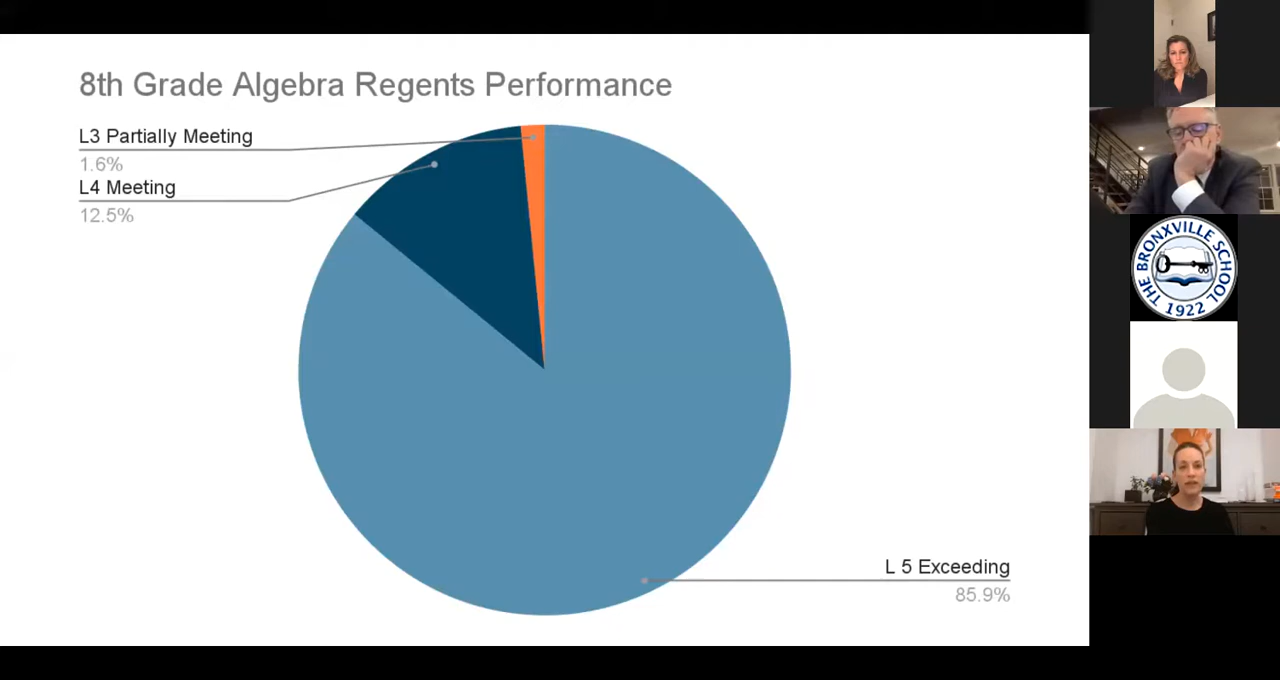 8th Grade Algebra Regents Performance
L3 Partially Meeting
1.6%
L4 Meeting
12.5%
L 5 Exceeding
85.9%
THE BRONXVILLE SCHOOL
1922